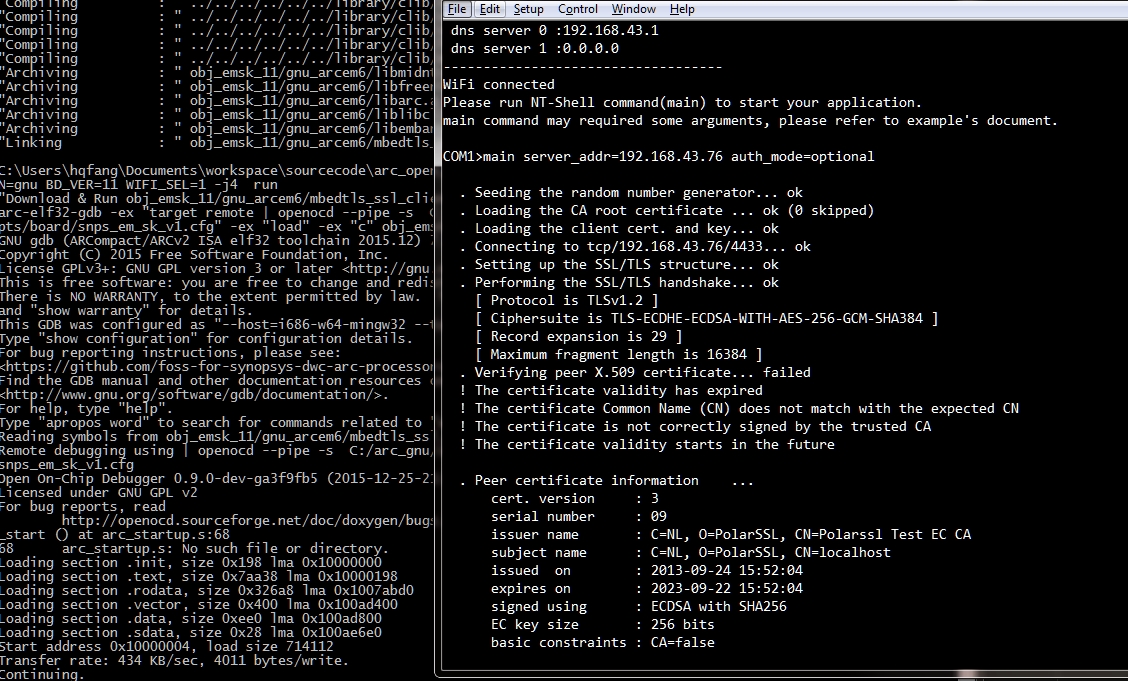 "Compiling : " ../../../../../../library/clib,
"Compiling : " ../../../../../../library/clib,
"Compiling : " ../../../../../../library/clib,
"Compiling : " ../../../../../../library/clib,
"Compiling : " ../../../../../../library/clib,
"Archiving : " obj_emsk_11/gnu_arcem6/libmidnt
"Archiving : " obj_emsk_11/gnu_arcem6/libfreer
"Archiving : " obj_emsk_11/gnu_arcem6/libarc.a
"Archiving : " obj_emsk_11/gnu_arcem6/liblibcl
"Archiving : " obj_emsk_11/gnu_arcem6/libembar
"Linking : " obj_emsk_11/gnu_arcem6/mbedtls_
C:\Users\hqfang\Documents\workspace\sourcecode\arc_open
N=gnu BD_VER=11 WIFI_SEL=1 -j4 run
"Download & Run obj_emsk_11/gnu_arcem6/mbedtls_ssl_clie
arc-elf32-gdb -ex "target remote | openocd --pipe -s C
pts/board/snps_em_sk_v1.cfg" -ex "load" -ex "c" obj_ems
GNU gdb (ARCompact/ARCv2 ISA elf32 toolchain 2015.12) 7
Copyright (C) 2015 Free Software Foundation, Inc.
License GPLv3+: GNU GPL version 3 or later <http://gnu.
This is free software: you are free to change and redis
There is NO WARRANTY, to the extent permitted by law.
and "show warranty" for details.
This GDB was configured as "--host=i686-w64-mingw32 --t
Type "show configuration" for configuration details.
For bug reporting instructions, please see:
<https://github.com/foss-for-synopsys-dwc-arc-processor
Find the GDB manual and other documentation resources o
<http://www.gnu.org/software/gdb/documentation/>.
For help, type "help".
Type "apropos word" to search for commands related to "
Reading symbols from obj_emsk_11/gnu_arcem6/mbedtls_ssl
Remote debugging using | openocd --pipe -s C:/arc_gnu/
snps_em_sk_v1.cfg
Open On-Chip Debugger 0.9.0-dev-ga3f9fb5 (2015-12-25-2
Licensed under GNU GPL v2
For bug reports, read
http://openocd.sourceforge.net/doc/doxygen/bugs
_start () at arc_startup.s:68
68 arc_startup.s: No such file or directory.
Loading section .init, size 0x198 lma 0x10000000
Loading section .text, size 0x7aa38 lma 0x10000198
Loading section .rodata, size 0x326a8 lma 0x1007abd0
Loading section .vector, size 0x400 lma 0x100ad400
Loading section .data, size 0xee0 lma 0x100ad800
Loading section .sdata, size 0x28 lma 0x100ae6e0
Start address 0x10000004, load size 714112
Transfer rate: 434 KB/sec, 4011 bytes/write.
Continuing.
File Edit Setup Control Window Help
dns server 0 :192.168.43.1
dns server 1 :0.0.0.0
-----------------------------------
WiFi connected
Please run NT-Shell command(main) to start your application.
main command may required some arguments, please refer to example's document.
COM1>main server_addr=192.168.43.76 auth_mode=optional
. Seeding the random number generator... ok
. Loading the CA root certificate ... ok (0 skipped)
. Loading the client cert. and key... ok
. Connecting to tcp/192.168.43.76/4433... ok
. Setting up the SSL/TLS structure... ok
. Performing the SSL/TLS handshake... ok
[ Protocol is TLSv1.2 ]
[ Ciphersuite is TLS-ECDHE-ECDSA-WITH-AES-256-GCM-SHA384 ]
[ Record expansion is 29 ]
[ Maximum fragment length is 16384 ]
. Verifying peer X.509 certificate... failed
! The certificate validity has expired
! The certificate Common Name (CN) does not match with the expected CN
! The certificate is not correctly signed by the trusted CA
! The certificate validity starts in the future
. Peer certificate information ...
cert. version : 3
serial number : 09
issuer name : C=NL, O=PolarSSL, CN=Polarssl Test EC CA
subject name : C=NL, O=PolarSSL, CN=localhost
issued on : 2013-09-24 15:52:04
expires on : 2023-09-22 15:52:04
signed using : ECDSA with SHA256
EC key size : 256 bits
basic constraints : CA=false